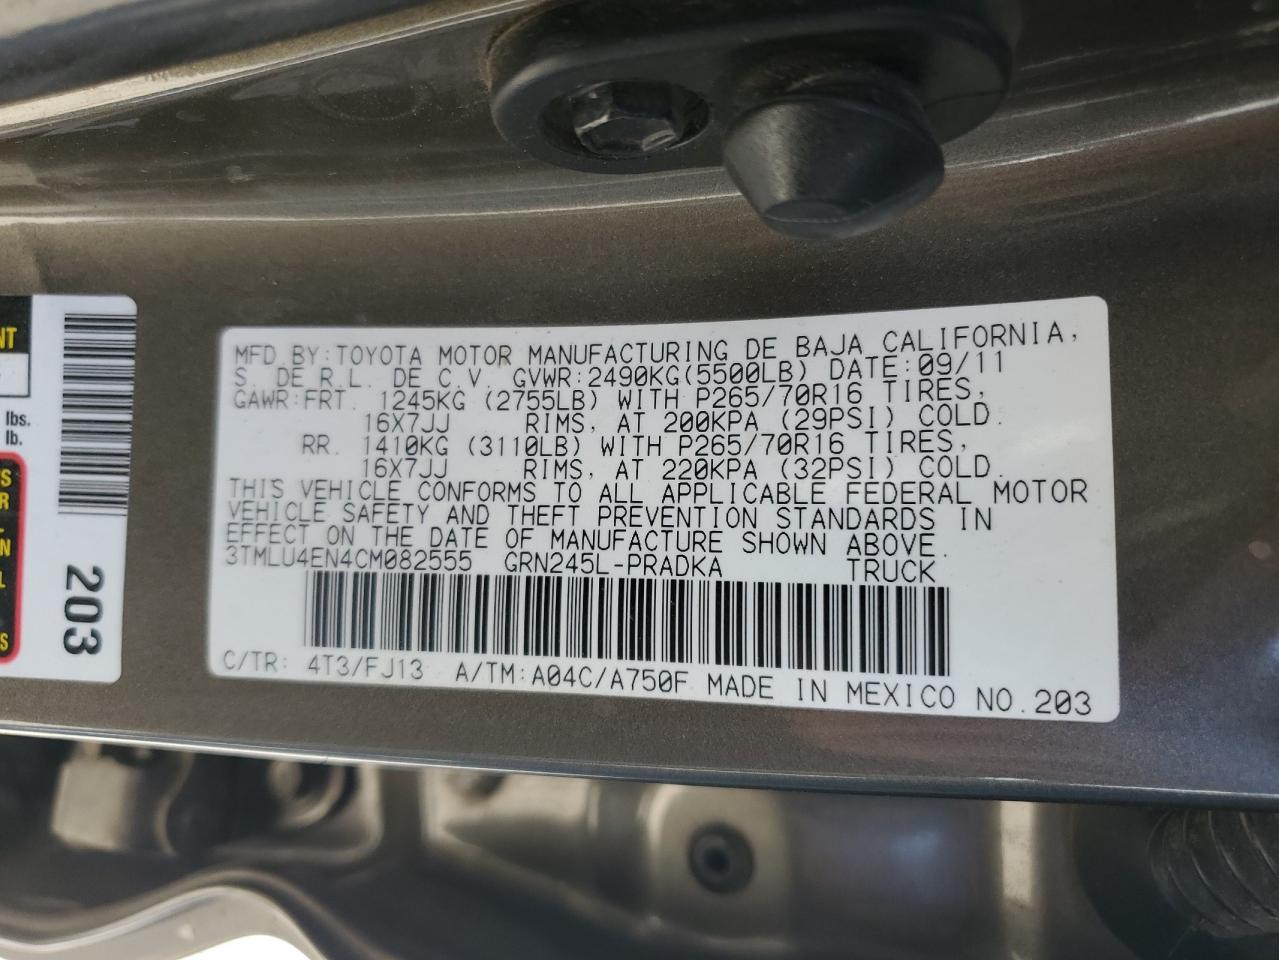 MFD. BY: TOYOTA MOTOR MANUFACTURING DE BAJA CALIFORNIA,
S. DE R.L. DE C.V. GVWR:2490KG(5500LB) DATE:09/11
GAWR:FRT. 1245KG (2755LB) WITH P265/70R16 TIRES,
16X7JJ RIMS, AT 200KPA (29PSI) COLD.
RR. 1410KG (3110LB) WITH P265/70R16 TIRES,
16X7JJ RIMS, AT 220KPA (32PSI) COLD.
THIS VEHICLE CONFORMS TO ALL APPLICABLE FEDERAL MOTOR
VEHICLE SAFETY AND THEFT PREVENTION STANDARDS IN
EFFECT ON THE DATE OF MANUFACTURE SHOWN ABOVE.
3TMLU4EN4CM082555 GRN245L-PRADKA TRUCK
C/TR: 4T3/FJ13 A/TM:A04C/A750F MADE IN MEXICO NO.203
NT
lbs.
lb.
203